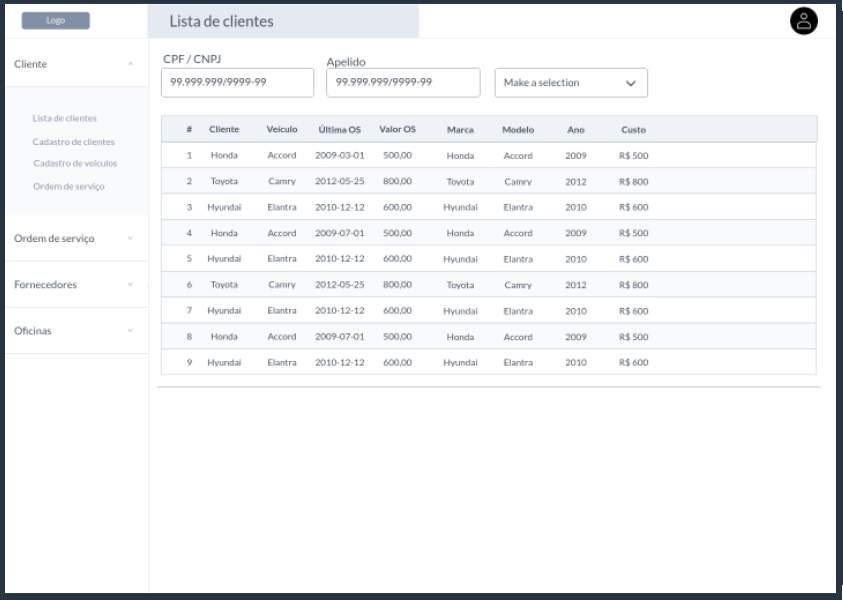 Logo
Lista de clientes
Cliente
Lista de clientes
Cadastro de clientes
Cadastro de veículos
Ordem de serviço
Ordem de serviço
Fornecedores
Oficinas
CPF / CNPJ
Apelido
99.999.999/9999-99
99.999.999/9999-99
Make a selection
# Cliente Veículo Última OS Valor OS Marca Modelo Ano Custo
1 Honda Accord 2009-03-01 500,00 Honda Accord 2009 R$ 500
2 Toyota Camry 2012-05-25 800,00 Toyota Camry 2012 R$ 800
3 Hyundai Elantra 2010-12-12 600,00 Hyundai Elantra 2010 R$ 600
4 Honda Accord 2009-07-01 500,00 Honda Accord 2009 R$ 500
5 Hyundai Elantra 2010-12-12 600,00 Hyundai Elantra 2010 R$ 600
6 Toyota Camry 2012-05-25 800,00 Toyota Camry 2012 R$ 800
7 Hyundai Elantra 2010-12-12 600,00 Hyundai Elantra 2010 R$ 600
8 Honda Accord 2009-07-01 500,00 Honda Accord 2009 R$ 500
9 Hyundai Elantra 2010-12-12 600,00 Hyundai Elantra 2010 R$ 600